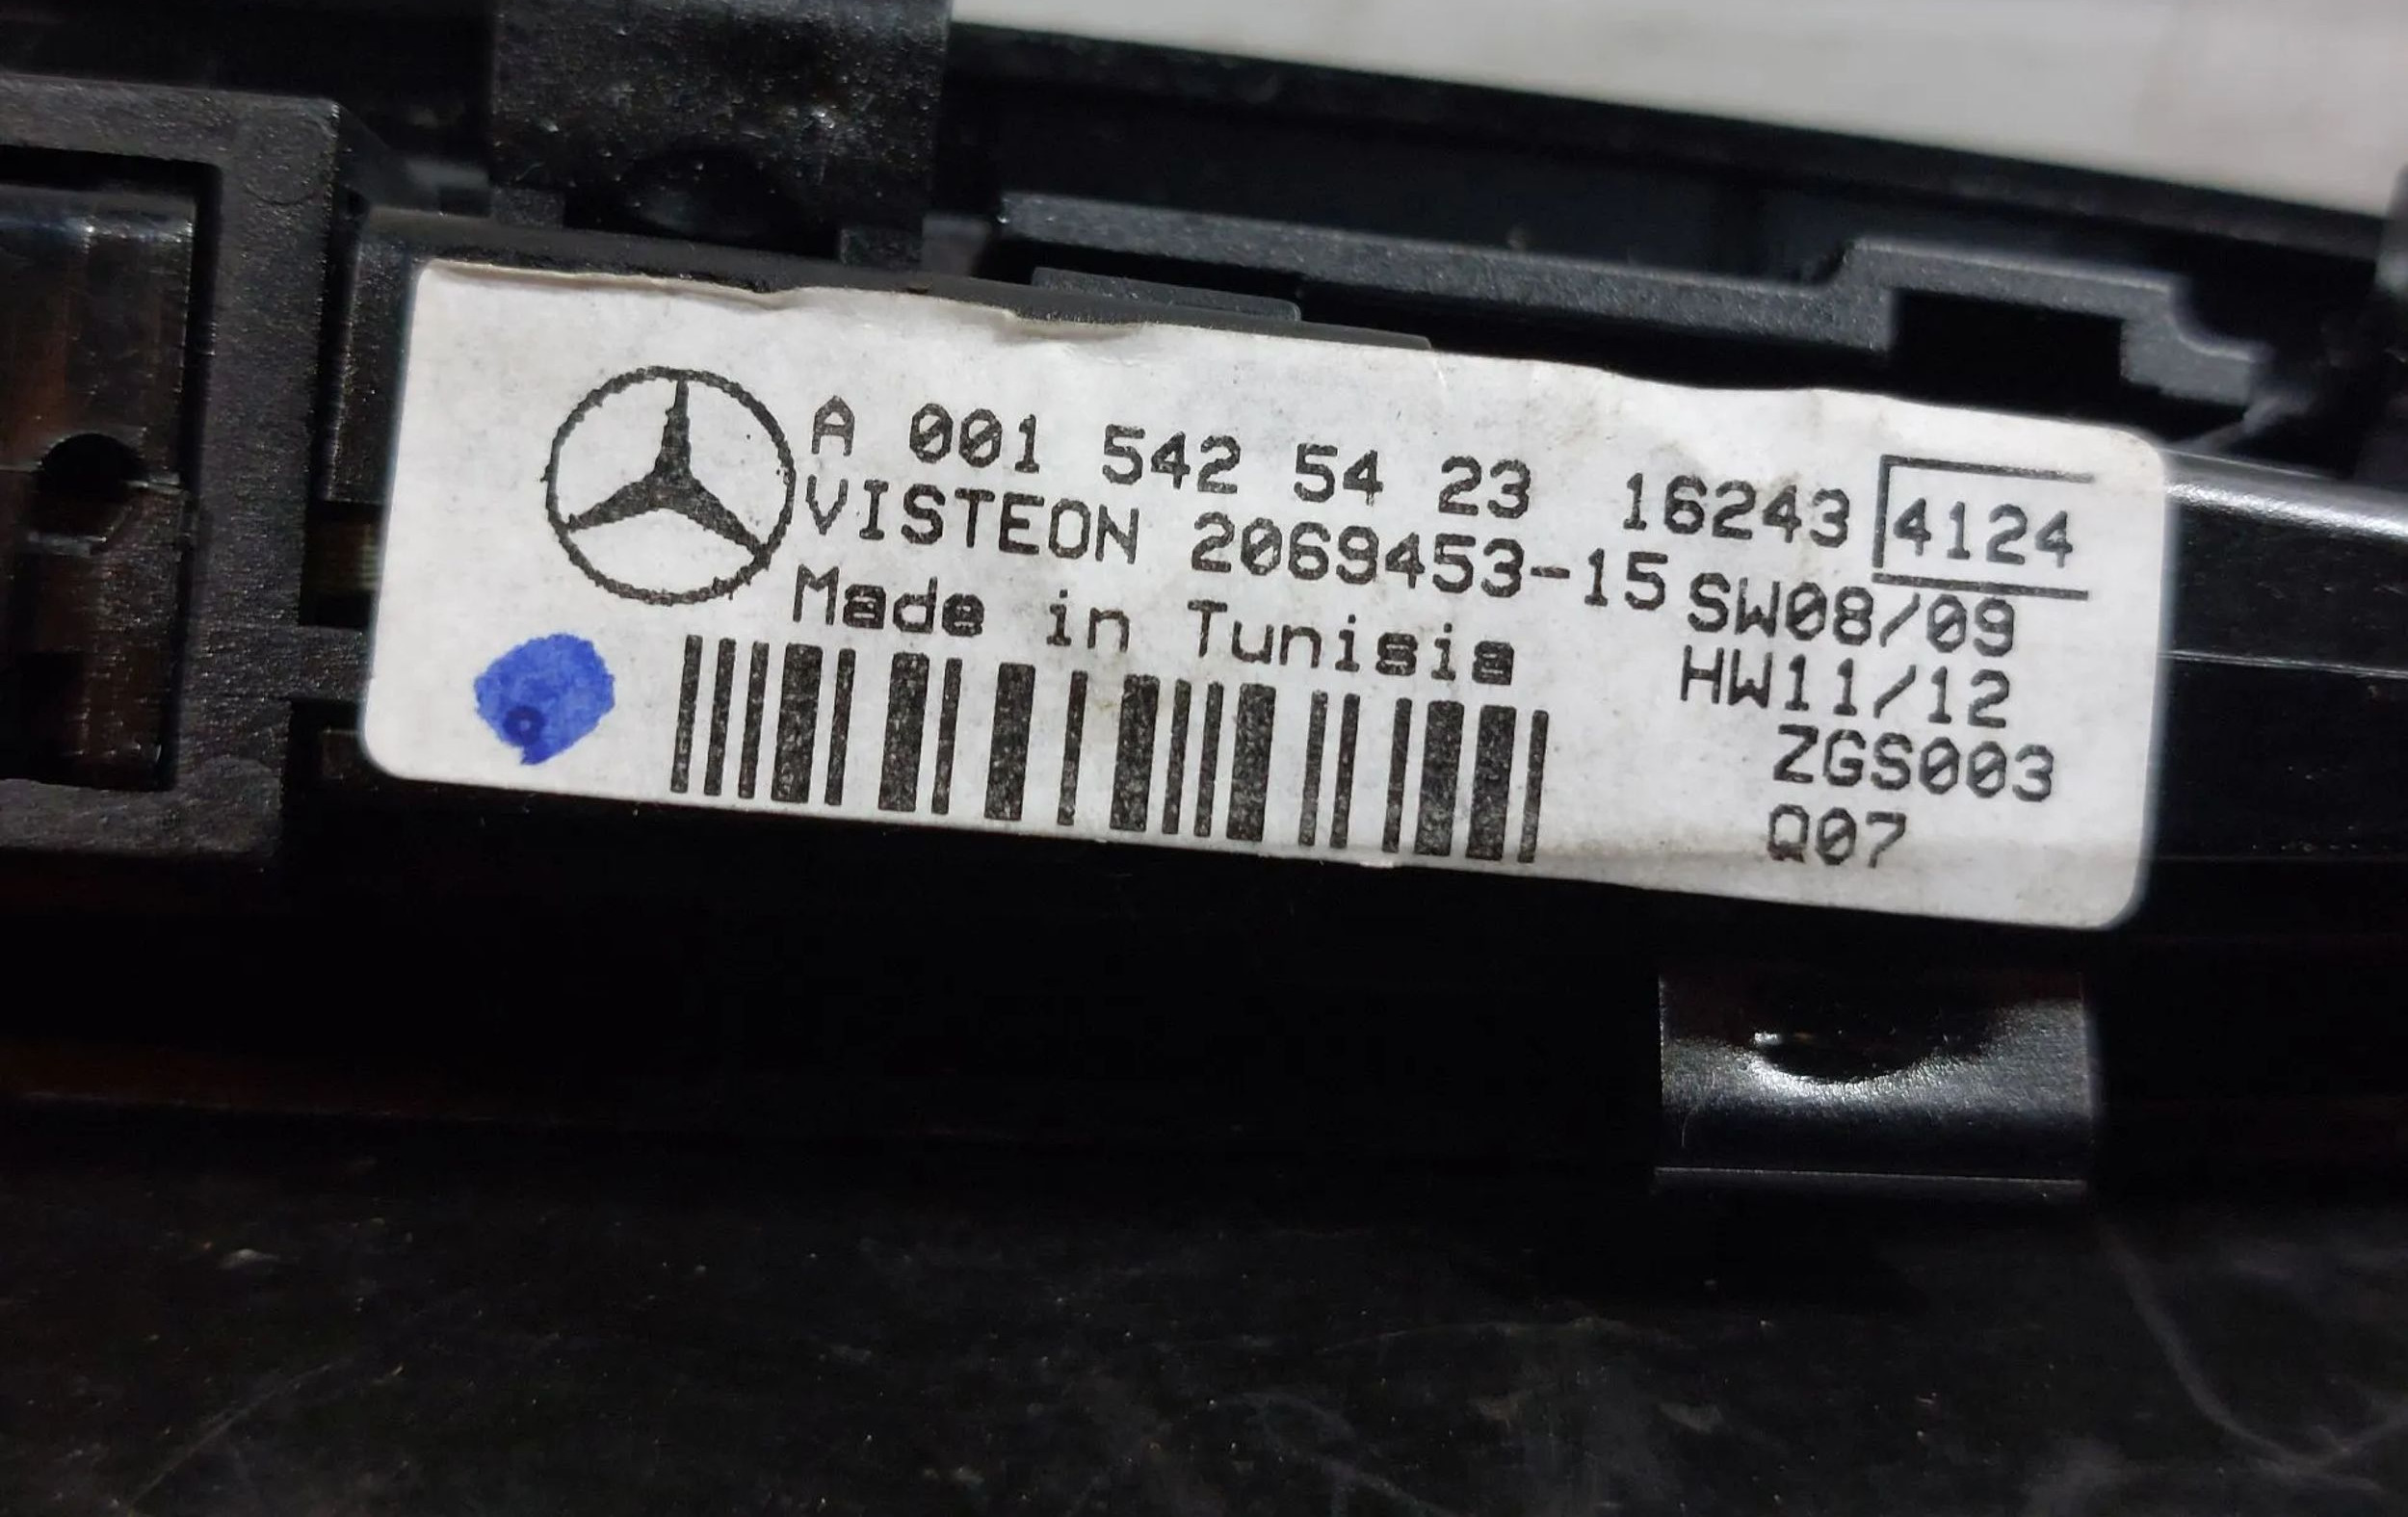 A 001 542 54 23 16243 4124
VISTEON 2069453-15 SW08/09
Made in Tunisia HW11/12
ZGS003
Q07